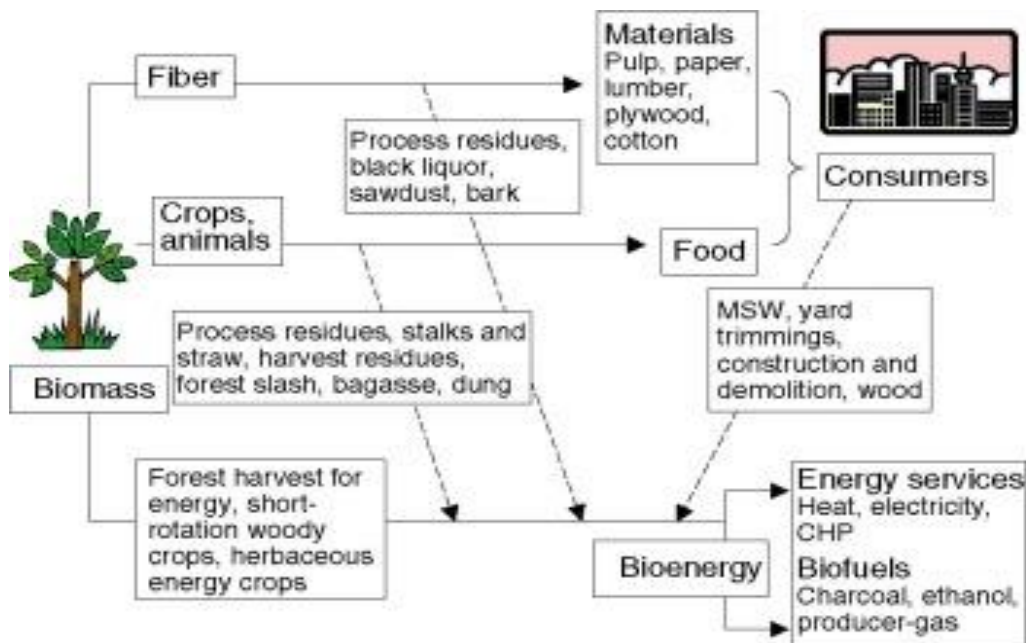 Fiber
Materials
Pulp, paper,
lumber,
plywood,
cotton
Process residues,
black liquor,
sawdust, bark
Consumers
Crops,
animals
Food
MSW, yard
trimmings,
construction and
demolition, wood
Process residues, stalks and
straw, harvest residues,
forest slash, bagasse, dung
Biomass
Forest harvest for
energy, short-
rotation woody
crops, herbaceous
energy crops
Bioenergy
Energy services
Heat, electricity,
CHP
Biofuels
Charcoal, ethanol,
producer-gas